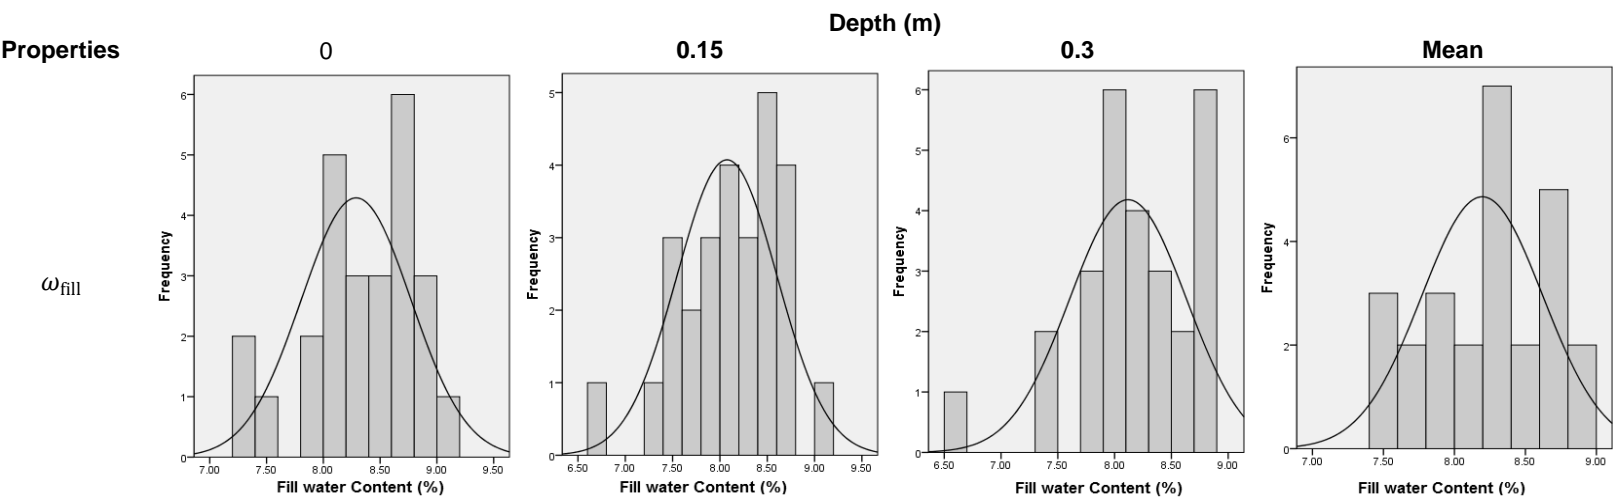 Depth (m)
Properties 0 0.15 0.3 Mean
ω_fill
Frequency
6
5
4
3
2
1
0
7.00 7.50 8.00 8.50 9.00 9.50
Fill water Content (%)
Frequency
5
4
3
2
1
0
6.50 7.00 7.50 8.00 8.50 9.00 9.50
Fill water Content (%)
Frequency
6
5
4
3
2
1
0
6.50 7.00 7.50 8.00 8.50 9.00
Fill water Content (%)
Frequency
6
4
2
0
7.00 7.50 8.00 8.50 9.00
Fill water Content (%)